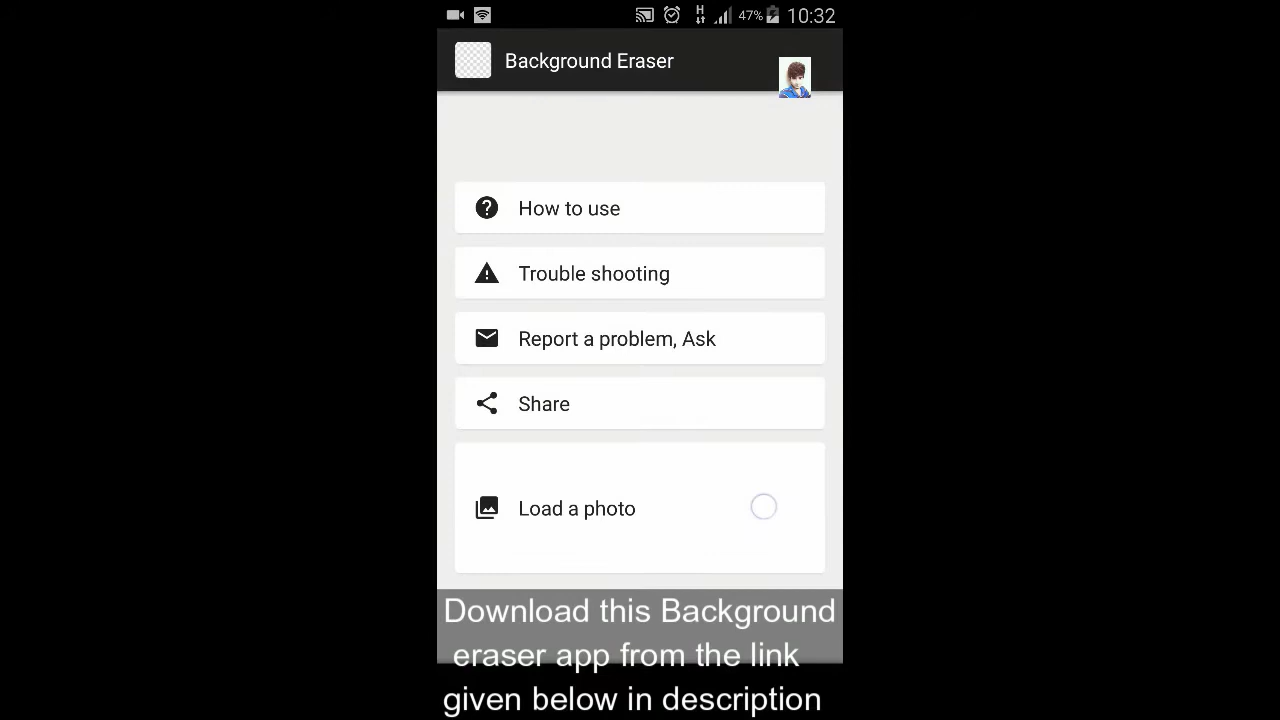 H 47% 10:32
Background Eraser
How to use
Trouble shooting
Report a problem, Ask
Share
Load a photo
Download this Background
eraser app from the link
given below in description